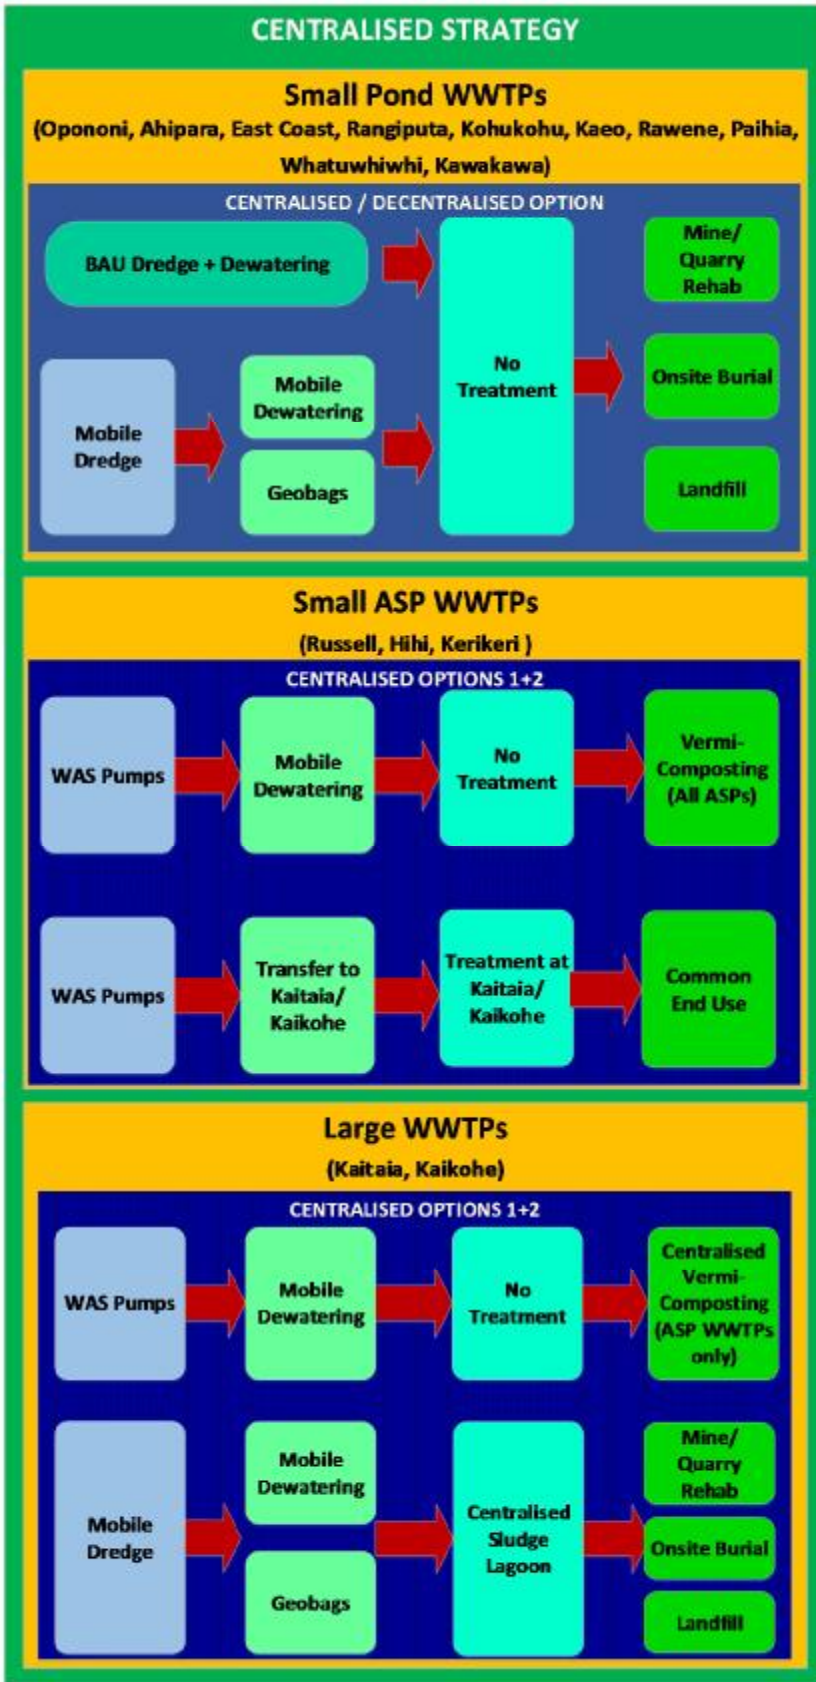 CENTRALISED STRATEGY
Small Pond WWTPs
(Opononi, Ahipara, East Coast, Rangiputa, Kohukohu, Kaeo, Rawene, Paihia,
Whatuwhiwhi, Kawakawa)
CENTRALISED / DECENTRALISED OPTION
BAU Dredge + Dewatering
Mobile
Dredge
Mobile
Dewatering
Geobags
No
Treatment
Mine/
Quarry
Rehab
Onsite Burial
Landfill
Small ASP WWTPs
(Russell, Hihi, Kerikeri )
CENTRALISED OPTIONS 1+2
WAS Pumps
Mobile
Dewatering
No
Treatment
Vermi-
Composting
(All ASPs)
WAS Pumps
Transfer to
Kaitaia/
Kaikohe
Treatment at
Kaitaia/
Kaikohe
Common
End Use
Large WWTPs
(Kaitaia, Kaikohe)
CENTRALISED OPTIONS 1+2
WAS Pumps
Mobile
Dewatering
No
Treatment
Centralised
Vermi-
Composting
(ASP WWTPs
only)
Mobile
Dredge
Mobile
Dewatering
Geobags
Centralised
Sludge
Lagoon
Mine/
Quarry
Rehab
Onsite Burial
Landfill